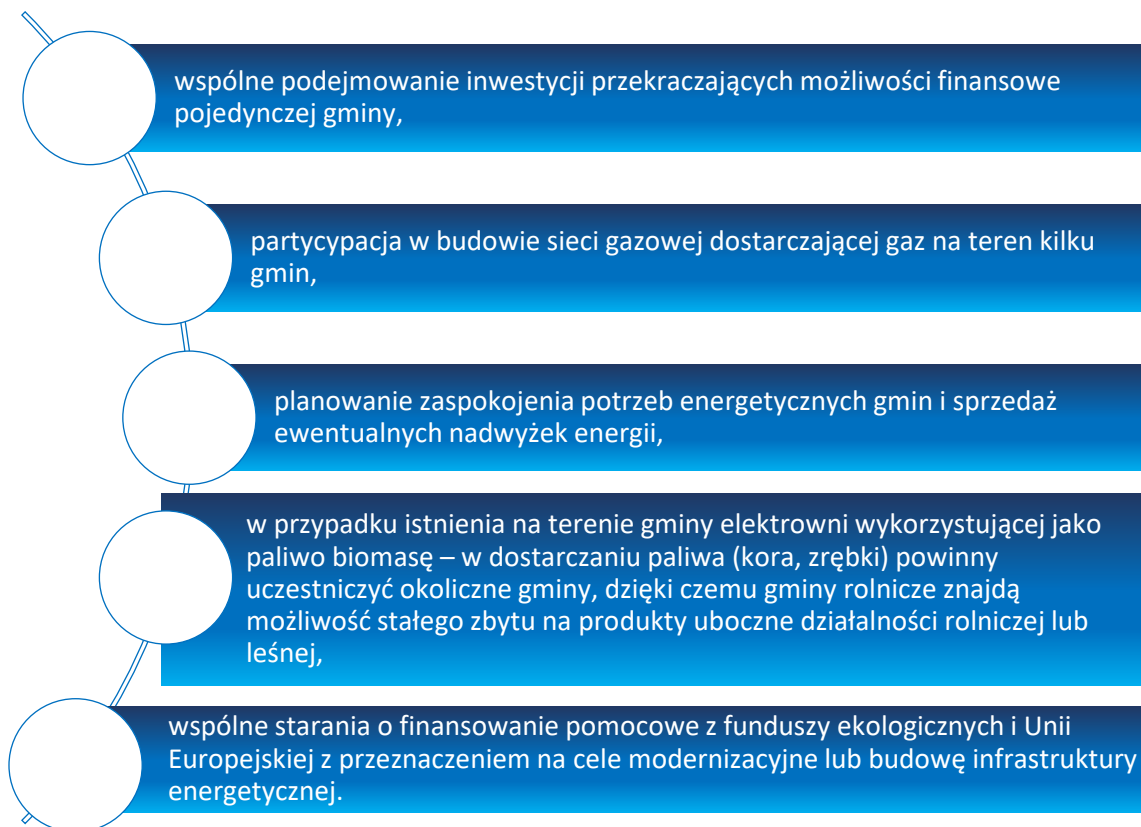 wspólne podejmowanie inwestycji przekraczających możliwości finansowe
pojedynczej gminy,
partycypacja w budowie sieci gazowej dostarczającej gaz na teren kilku
gmin,
planowanie zaspokojenia potrzeb energetycznych gmin i sprzedaż
ewentualnych nadwyżek energii,
w przypadku istnienia na terenie gminy elektrowni wykorzystującej jako
paliwo biomasę – w dostarczaniu paliwa (kora, zrębki) powinny
uczestniczyć okoliczne gminy, dzięki czemu gminy rolnicze znajdą
możliwość stałego zbytu na produkty uboczne działalności rolniczej lub
leśnej,
wspólne starania o finansowanie pomocowe z funduszy ekologicznych i Unii
Europejskiej z przeznaczeniem na cele modernizacyjne lub budowę infrastruktury
energetycznej.